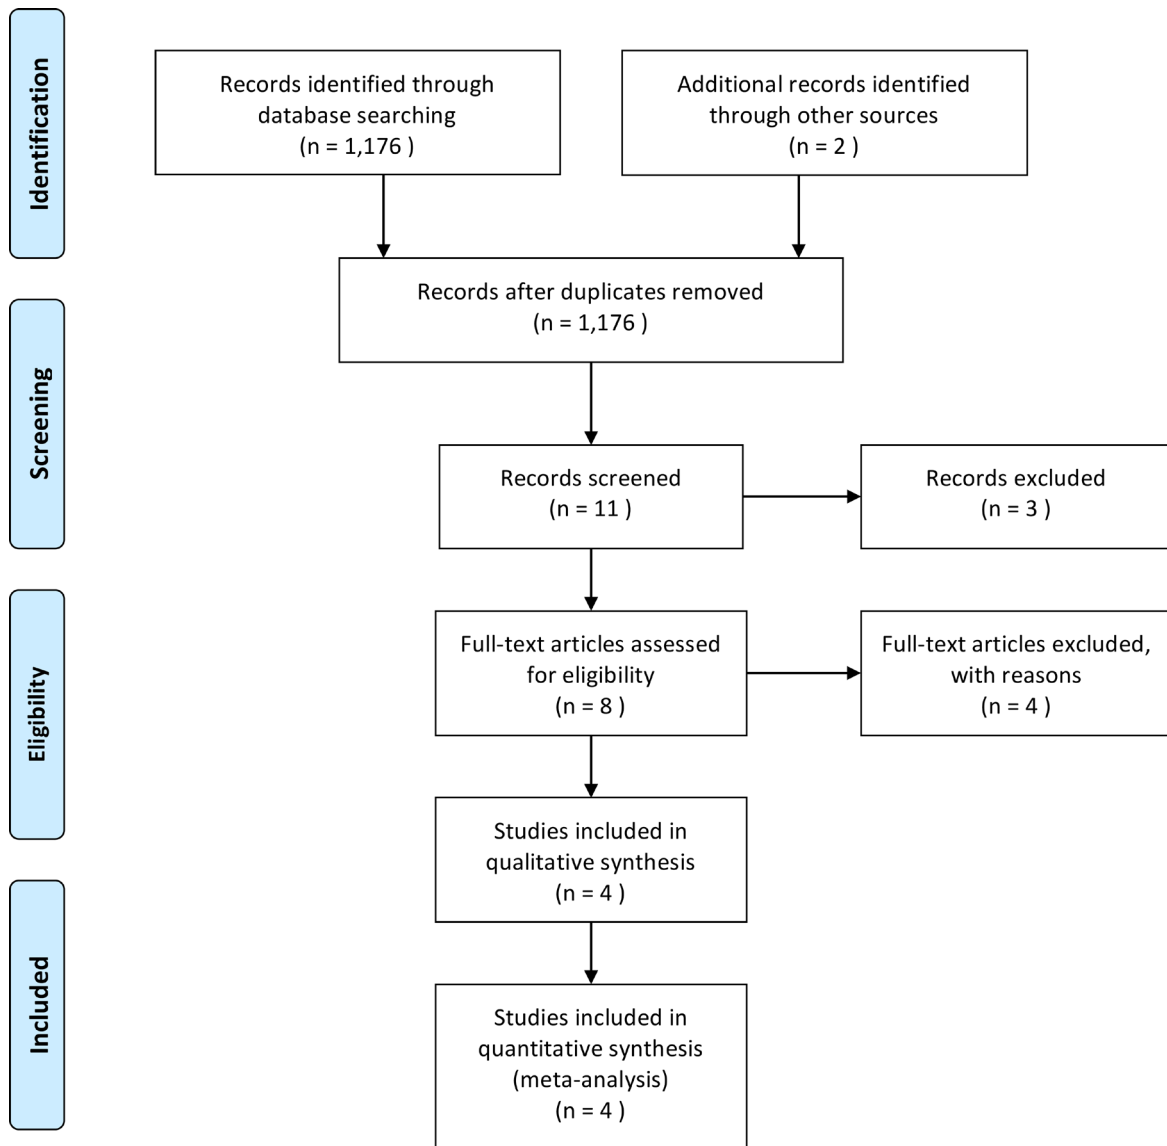 Identification
Records identified through
database searching
(n = 1,176 )
Additional records identified
through other sources
(n = 2 )
Records after duplicates removed
(n = 1,176 )
Screening
Records screened
(n = 11 )
Records excluded
(n = 3 )
Eligibility
Full-text articles assessed
for eligibility
(n = 8 )
Full-text articles excluded,
with reasons
(n = 4 )
Studies included in
qualitative synthesis
(n = 4 )
Included
Studies included in
quantitative synthesis
(meta-analysis)
(n = 4 )